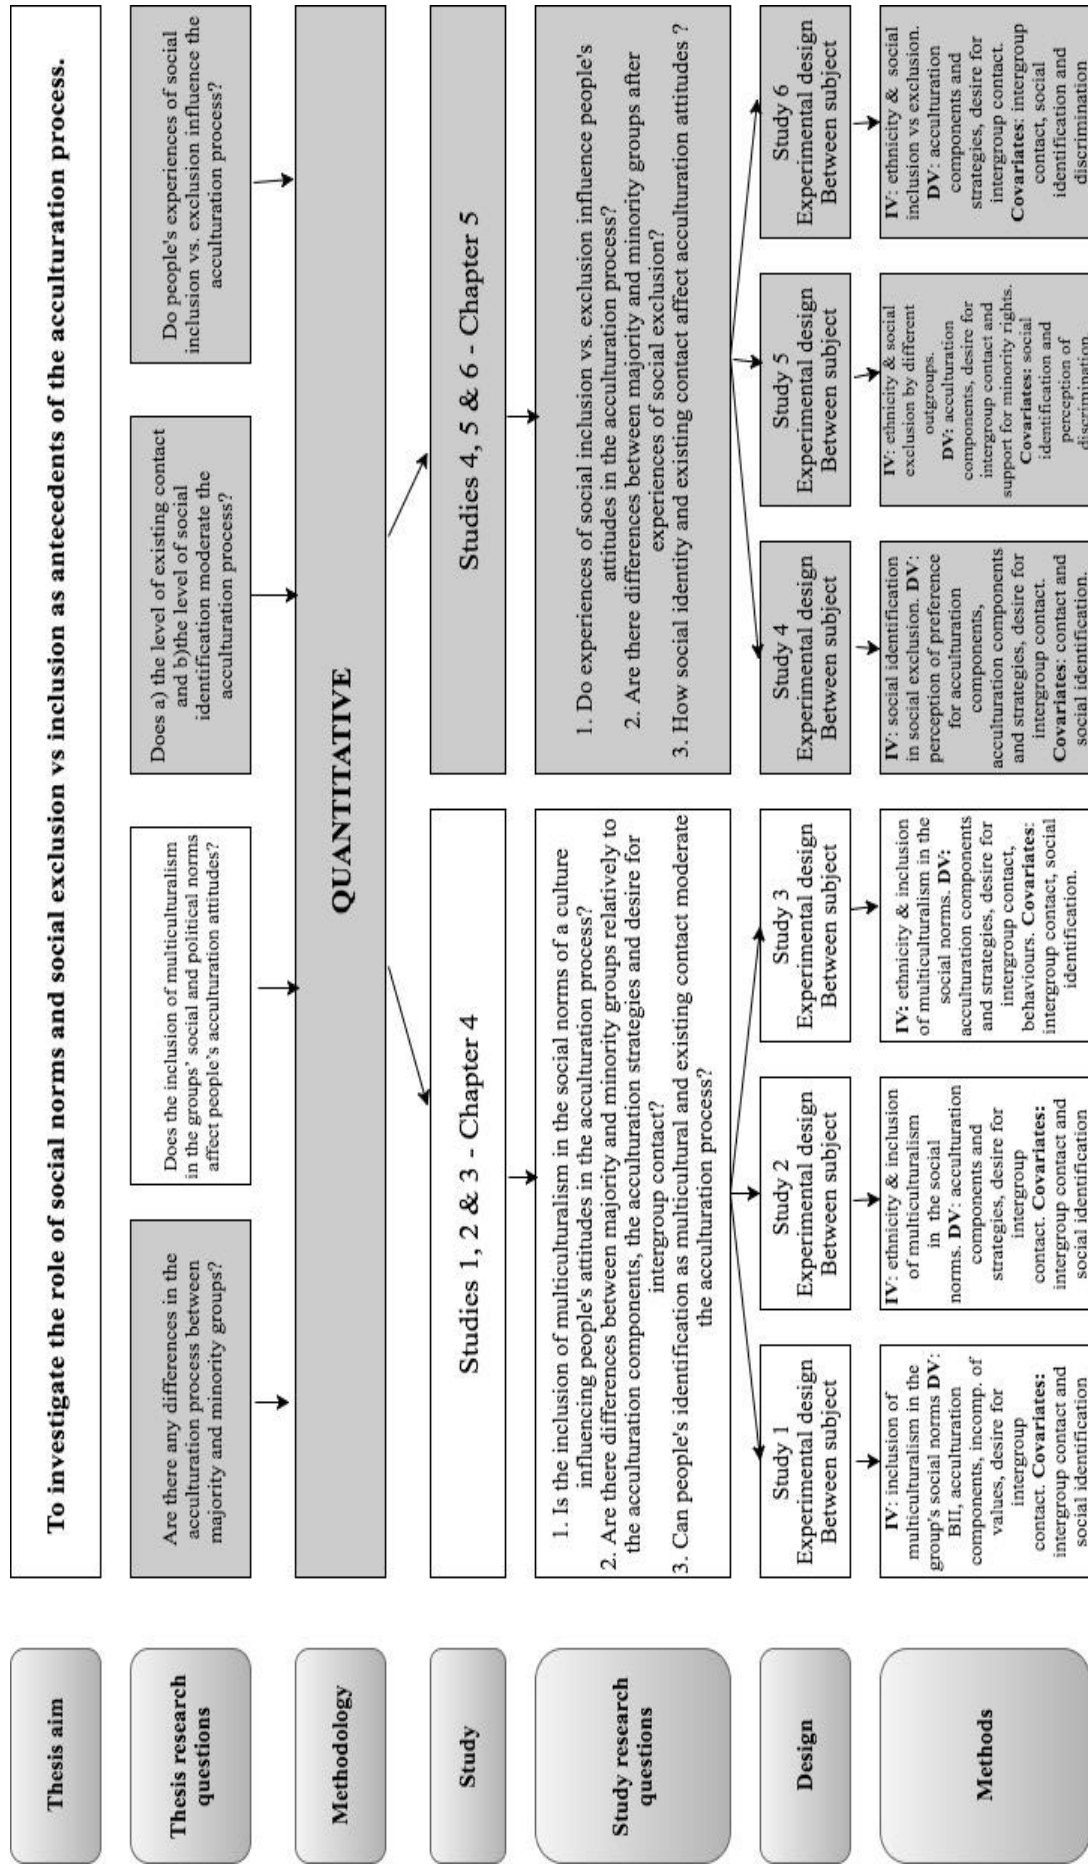 Thesis aim
To investigate the role of social norms and social exclusion vs inclusion as antecedents of the acculturation process.
Thesis research
questions
Are there any differences in the
acculturation process between
majority and minority groups?
Does the inclusion of multiculturalism
in the groups' social and political norms
affect people's acculturation attitudes?
Does a) the level of existing contact
and b)the level of social
identification moderate the
acculturation process?
Do people's experiences of social
inclusion vs. exclusion influence the
acculturation process?
Methodology
QUANTITATIVE
Study
Studies 1, 2 & 3 - Chapter 4
Studies 4, 5 & 6 - Chapter 5
Study research
questions
1. Is the inclusion of multiculturalism in the social norms of a culture
influencing people's attitudes in the acculturation process?
2. Are there differences between majority and minority groups relatively to
the acculturation components, the acculturation strategies and desire for
intergroup contact?
3. Can people's identification as multicultural and existing contact moderate
the acculturation process?
1. Do experiences of social inclusion vs. exclusion influence people's
attitudes in the acculturation process?
2. Are there differences between majority and minority groups after
experiences of social exclusion?
3. How social identity and existing contact affect acculturation attitudes ?
Design
Study 1
Experimental design
Between subject
Study 2
Experimental design
Between subject
Study 3
Experimental design
Between subject
Study 4
Experimental design
Between subject
Study 5
Experimental design
Between subject
Study 6
Experimental design
Between subject
Methods
IV: inclusion of
multiculturalism in the
group's social norms DV:
BII, acculturation
components, incomp. of
values, desire for
intergroup
contact. Covariates:
intergroup contact and
social identification
IV: ethnicity & inclusion
of multiculturalism
in the social
norms. DV: acculturation
components and
strategies, desire for
intergroup
contact. Covariates:
intergroup contact and
social identification
IV: ethnicity & inclusion
of multiculturalism in the
social norms. DV:
acculturation components
and strategies, desire for
intergroup contact,
behaviours. Covariates:
intergroup contact, social
identification.
IV: social identification
in social exclusion. DV:
perception of preference
for acculturation
components,
acculturation components
and strategies, desire for
intergroup contact.
Covariates: contact and
social identification.
IV: ethnicity & social
exclusion by different
outgroups.
DV: acculturation
components, desire for
intergroup contact and
support for minority rights.
Covariates: social
identification and
perception of
discrimination
IV: ethnicity & social
inclusion vs exclusion.
DV: acculturation
components and
strategies, desire for
intergroup contact.
Covariates: intergroup
contact, social
identification and
discrimination